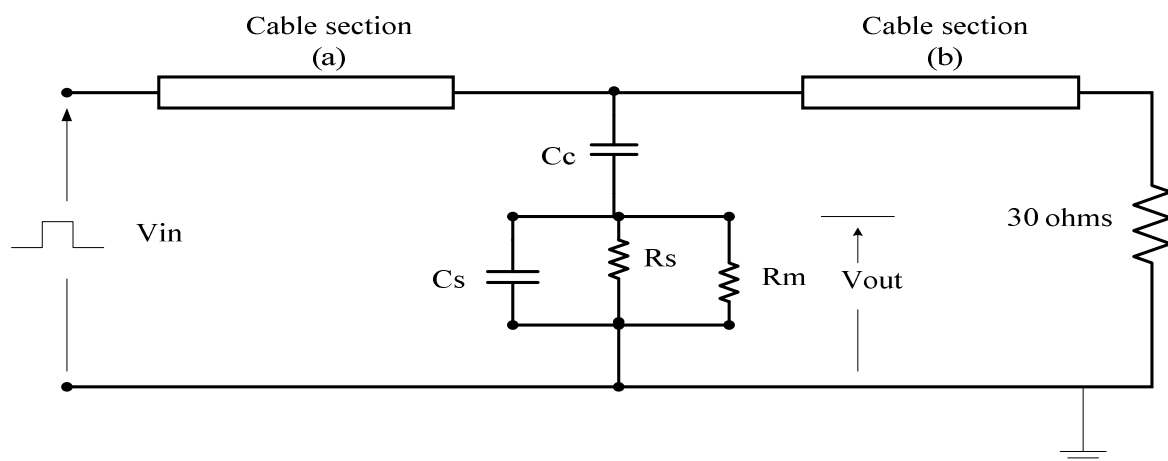 Cable section
(a)
Cable section
(b)
Cc
Vin
30 ohms
Cs
Rs
Rm
Vout